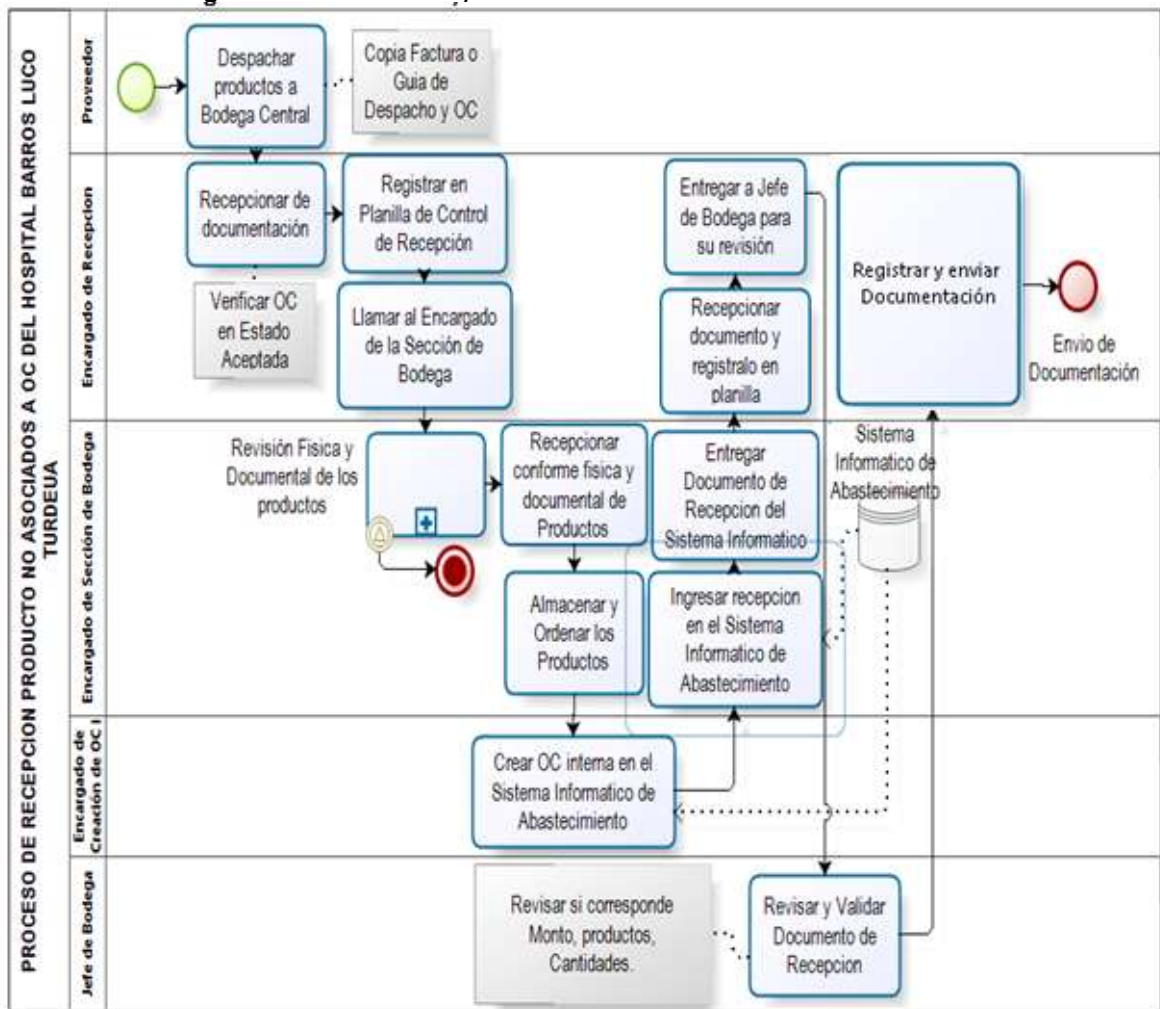 PROCESO DE RECEPCION PRODUCTO NO ASOCIADOS A OC DEL HOSPITAL BARROS LUCO
TURDEUA
Proveedor
Despachar
productos a
Bodega Central
Copia Factura o
Guia de
Despacho y OC
Encargado de Recepcion
Recepcionar de
documentación
Verificar OC
en Estado
Aceptada
Registrar en
Planilla de Control
de Recepción
Llamar al Encargado
de la Sección de
Bodega
Entregar a Jefe
de Bodega para
su revisión
Recepcionar
documento y
registralo en
planilla
Registrar y enviar
Documentación
Envio de
Documentación
Encargado de Sección de Bodega
Revisión Fisica y
Documental de los
productos
Recepcionar
conforme fisica y
documental de
Productos
Almacenar y
Ordenar los
Productos
Entregar
Documento de
Recepcion del
Sistema Informatico
Ingresar recepcion
en el Sistema
Informatico de
Abastecimiento
Sistema
Informatico de
Abastecimiento
Encargado de
Creación de OC I
Crear OC interna en el
Sistema Informatico de
Abastecimiento
Jefe de Bodega
Revisar si corresponde
Monto, productos,
Cantidades.
Revisar y Validar
Documento de
Recepcion